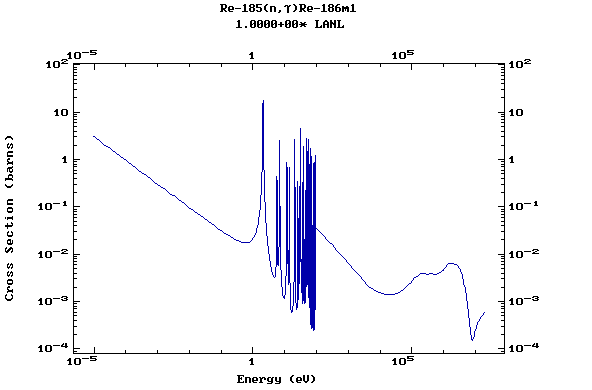 Re-185(n,γ)Re-186m1
1.0000+00* LANL
10-5 1 105
102 102
10 10
1 1
10-1 10-1
10-2 10-2
10-3 10-3
10-4 10-4
10-5 1 105
Cross Section (barns)
Energy (eV)